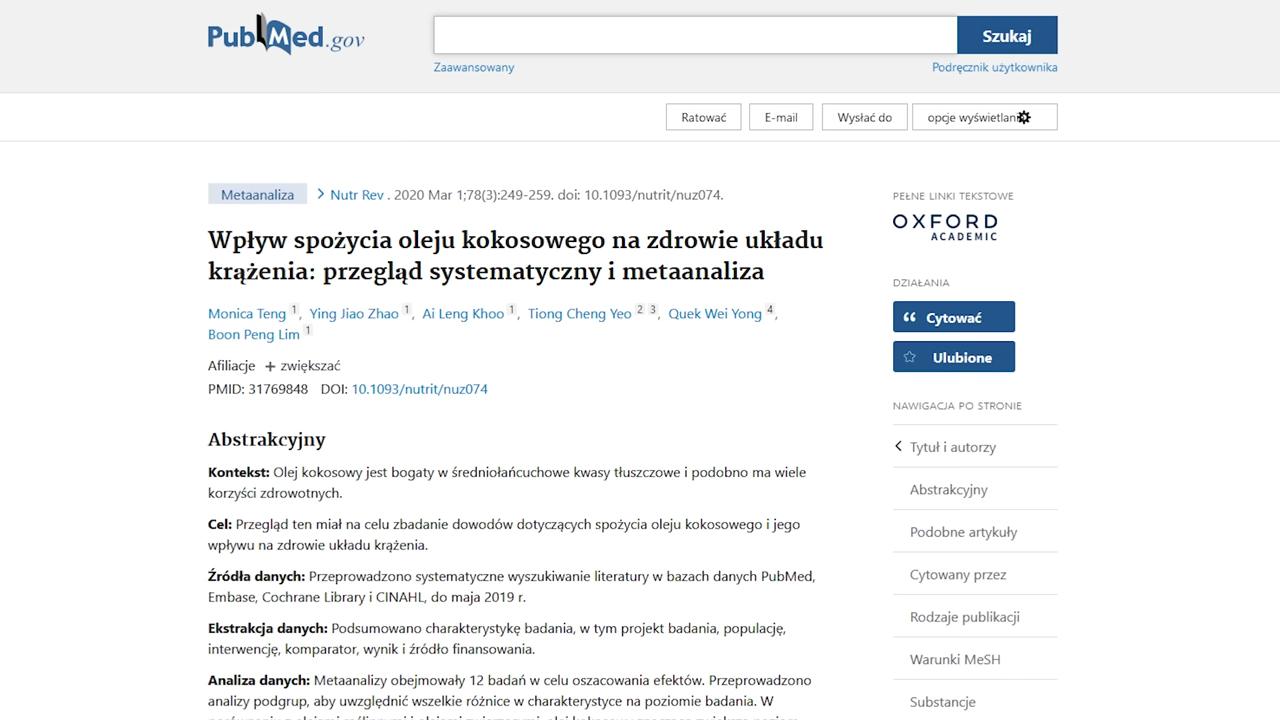 PubMed.gov
Szukaj
Zaawansowany
Podręcznik użytkownika
Ratować
E-mail
Wysłać do
opcje wyświetlani
Metaanaliza
Nutr Rev . 2020 Mar 1;78(3):249-259. doi: 10.1093/nutrit/nuz074.
Wpływ spożycia oleju kokosowego na zdrowie układu
krążenia: przegląd systematyczny i metaanaliza
Monica Teng 1, Ying Jiao Zhao 1, Ai Leng Khoo 1, Tiong Cheng Yeo 2 3, Quek Wei Yong 4,
Boon Peng Lim 1
Afiliacje + zwiększać
PMID: 31769848 DOI: 10.1093/nutrit/nuz074
Abstrakcyjny
Kontekst: Olej kokosowy jest bogaty w średniołańcuchowe kwasy tłuszczowe i podobno ma wiele
korzyści zdrowotnych.
Cel: Przegląd ten miał na celu zbadanie dowodów dotyczących spożycia oleju kokosowego i jego
wpływu na zdrowie układu krążenia.
Źródła danych: Przeprowadzono systematyczne wyszukiwanie literatury w bazach danych PubMed,
Embase, Cochrane Library i CINAHL, do maja 2019 r.
Ekstrakcja danych: Podsumowano charakterystykę badania, w tym projekt badania, populację,
interwencję, komparator, wynik i źródło finansowania.
Analiza danych: Metaanalizy obejmowały 12 badań w celu oszacowania efektów. Przeprowadzono
analizy podgrup, aby uwzględnić wszelkie różnice w charakterystyce na poziomie badania. W
PEŁNE LINKI TEKSTOWE
OXFORD
ACADEMIC
DZIAŁANIA
Cytować
Ulubione
NAWIGACJA PO STRONIE
Tytuł i autorzy
Abstrakcyjny
Podobne artykuły
Cytowany przez
Rodzaje publikacji
Warunki MeSH
Substancje